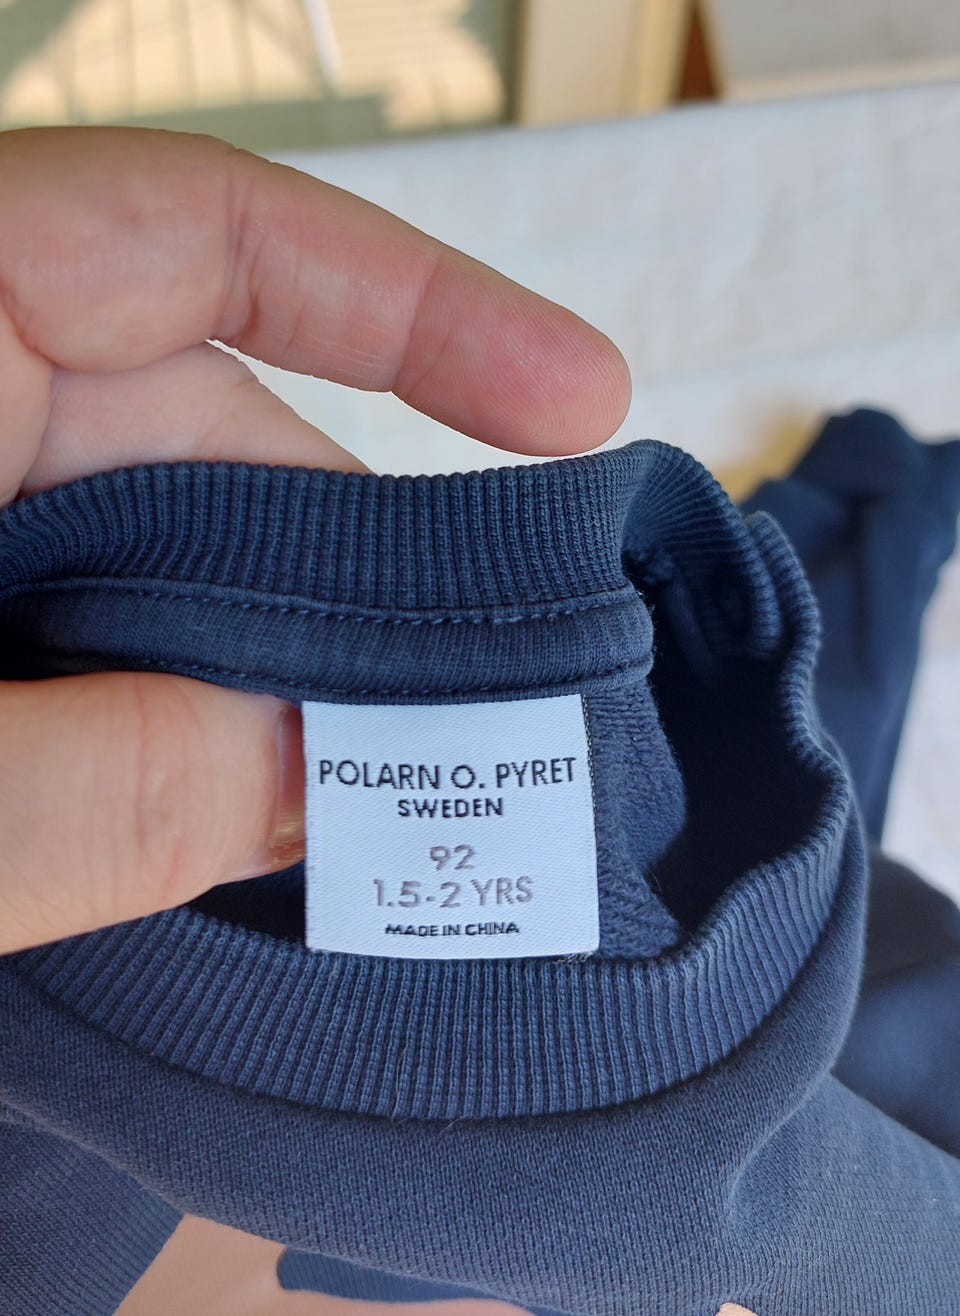 POLARN O. PYRET
SWEDEN
92
1.5-2 YRS
MADE IN CHINA